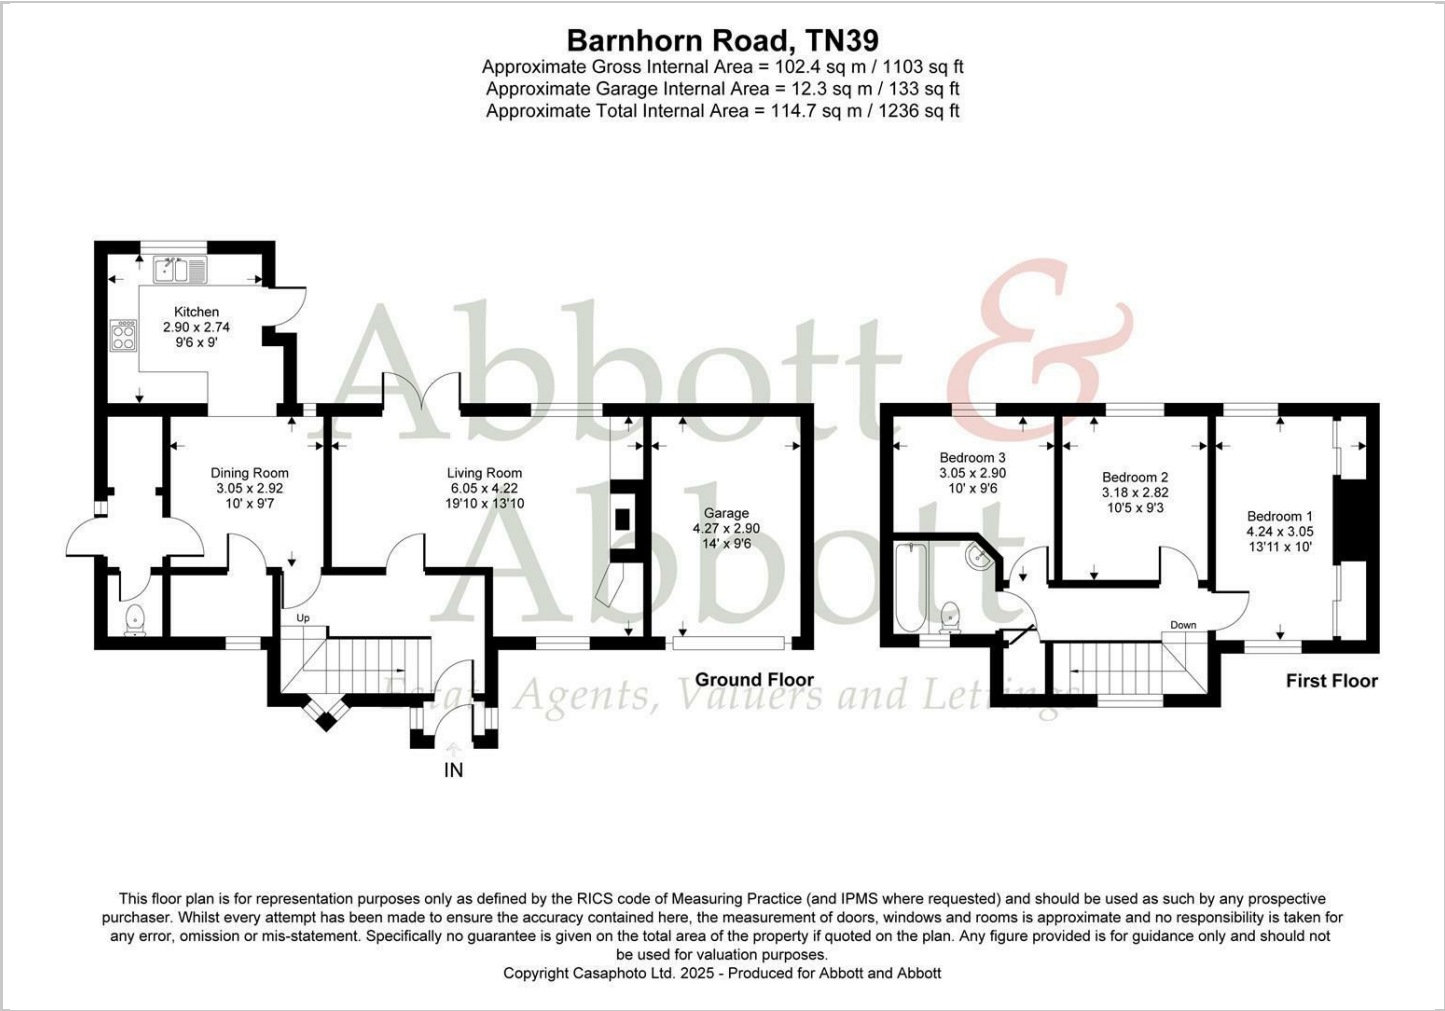 Barnhorn Road, TN39
Approximate Gross Internal Area = 102.4 sq m / 1103 sq ft
Approximate Garage Internal Area = 12.3 sq m / 133 sq ft
Approximate Total Internal Area = 114.7 sq m / 1236 sq ft
Abbott &
Abbott
Estate Agents, Valuers and Lettings
Kitchen
2.90 x 2.74
9'6 x 9'
Dining Room
3.05 x 2.92
10' x 9'7
Living Room
6.05 x 4.22
19'10 x 13'10
Garage
4.27 x 2.90
14' x 9'6
Up
IN
Ground Floor
Bedroom 3
3.05 x 2.90
10' x 9'6
Bedroom 2
3.18 x 2.82
10'5 x 9'3
Bedroom 1
4.24 x 3.05
13'11 x 10'
Down
First Floor
This floor plan is for representation purposes only as defined by the RICS code of Measuring Practice (and IPMS where requested) and should be used as such by any prospective
purchaser. Whilst every attempt has been made to ensure the accuracy contained here, the measurement of doors, windows and rooms is approximate and no responsibility is taken for
any error, omission or mis-statement. Specifically no guarantee is given on the total area of the property if quoted on the plan. Any figure provided is for guidance only and should not
be used for valuation purposes.
Copyright Casaphoto Ltd. 2025 - Produced for Abbott and Abbott